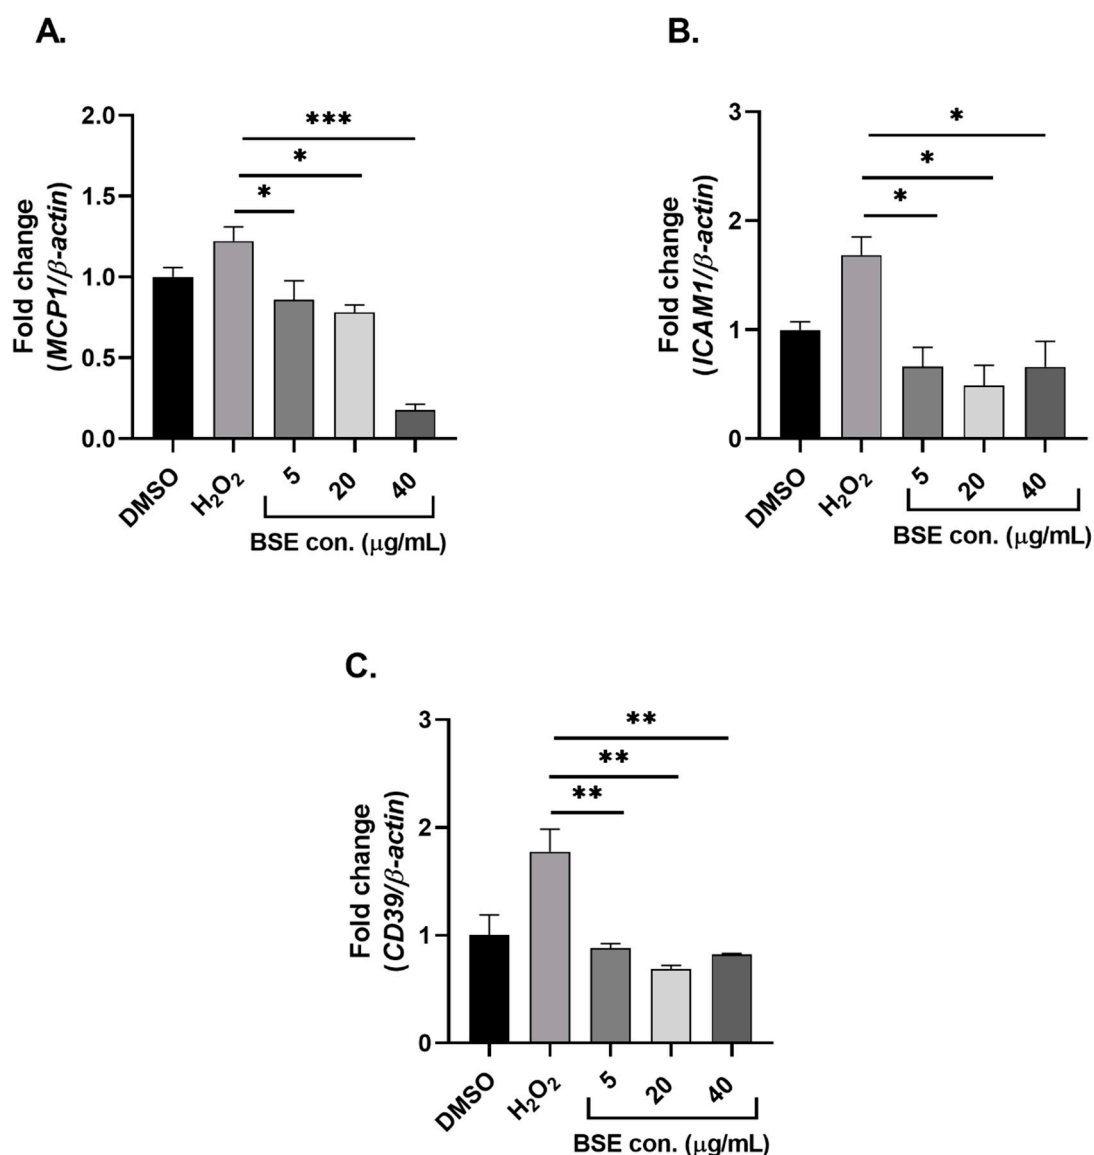 A.
Fold change
(MCP1/β-actin)
2.0
1.5
1.0
0.5
0.0
***
*
*
DMSO
H₂O₂
5
20
40
BSE con. (μg/mL)
B.
Fold change
(ICAM1/β-actin)
3
2
1
0
*
*
*
DMSO
H₂O₂
5
20
40
BSE con. (μg/mL)
C.
Fold change
(CD39/β-actin)
3
2
1
0
**
**
**
DMSO
H₂O₂
5
20
40
BSE con. (μg/mL)